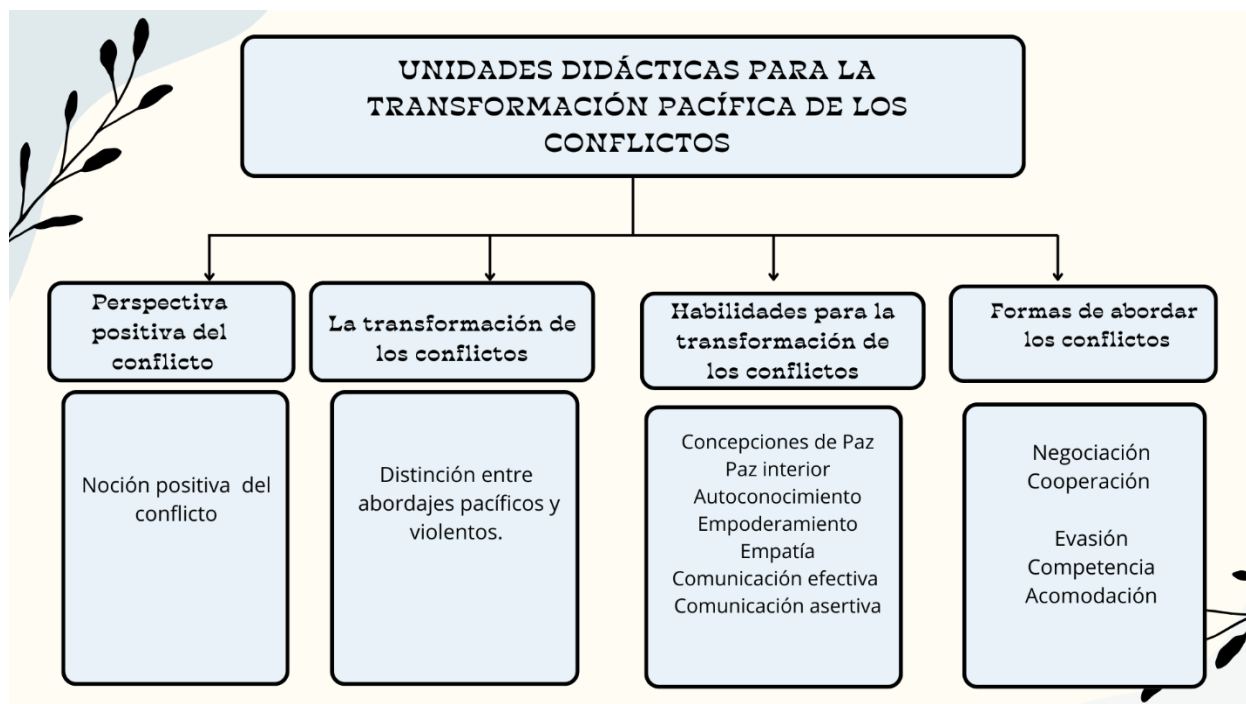 UNIDADES DIDÁCTICAS PARA LA
TRANSFORMACIÓN PACÍFICA DE LOS
CONFLICTOS
Perspectiva
positiva del
conflicto
Noción positiva del
conflicto
La transformación de
los conflictos
Distinción entre
abordajes pacíficos y
violentos.
Habilidades para la
transformación de
los conflictos
Concepciones de Paz
Paz interior
Autoconocimiento
Empoderamiento
Empatía
Comunicación efectiva
Comunicación asertiva
Formas de abordar
los conflictos
Negociación
Cooperación
Evasión
Competencia
Acomodación